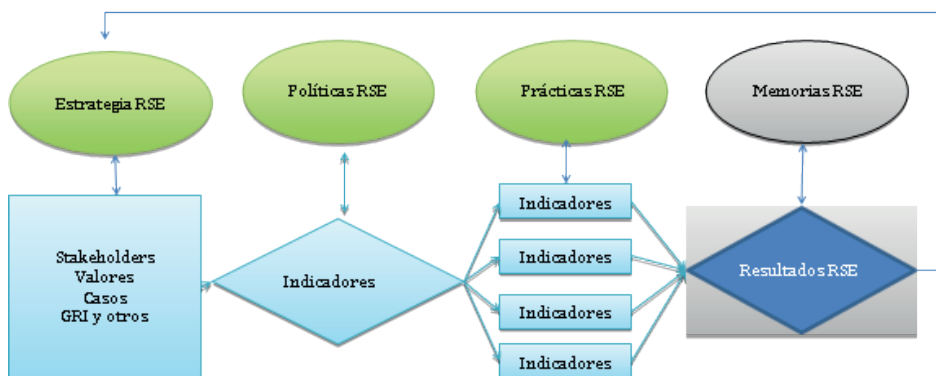 Estrategia RSE
Políticas RSE
Prácticas RSE
Memorias RSE
Stakeholders
Valores
Casos
GRI y otros
Indicadores
Indicadores
Indicadores
Indicadores
Indicadores
Resultados RSE